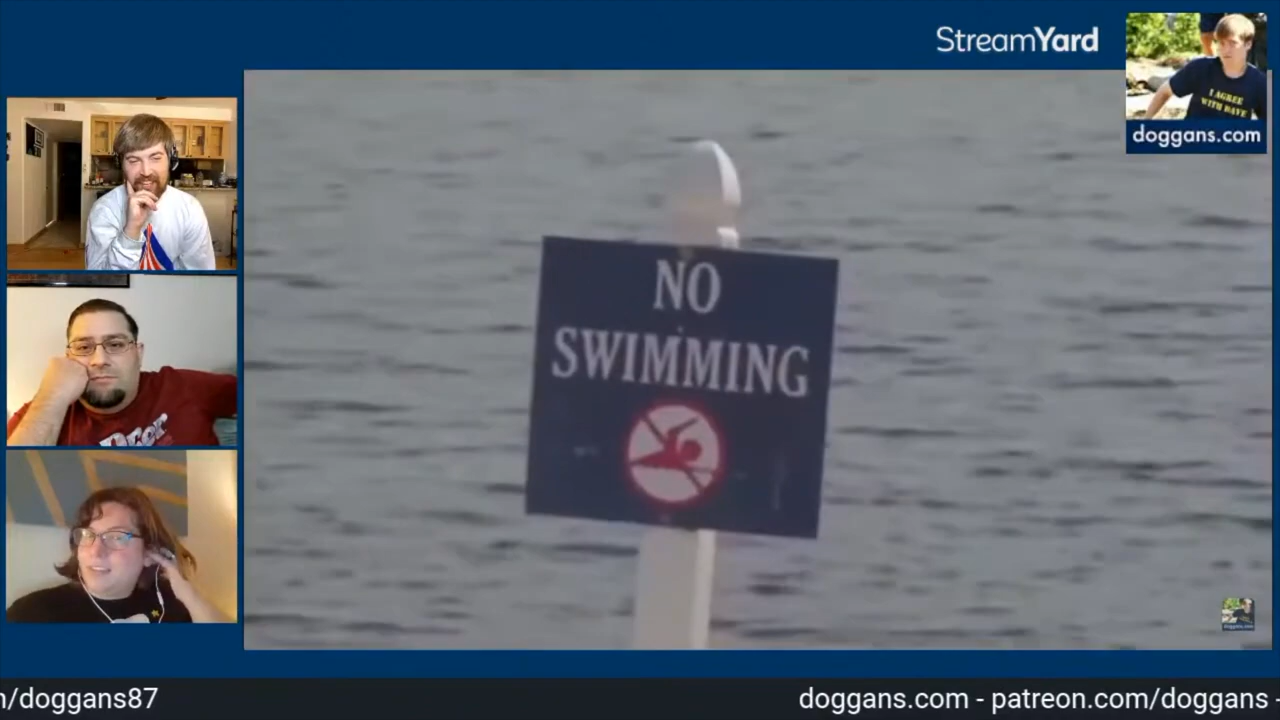 StreamYard
I AGREE
WITH DAVE
doggans.com
NO
SWIMMING
n/doggans87
doggans.com - patreon.com/doggans -